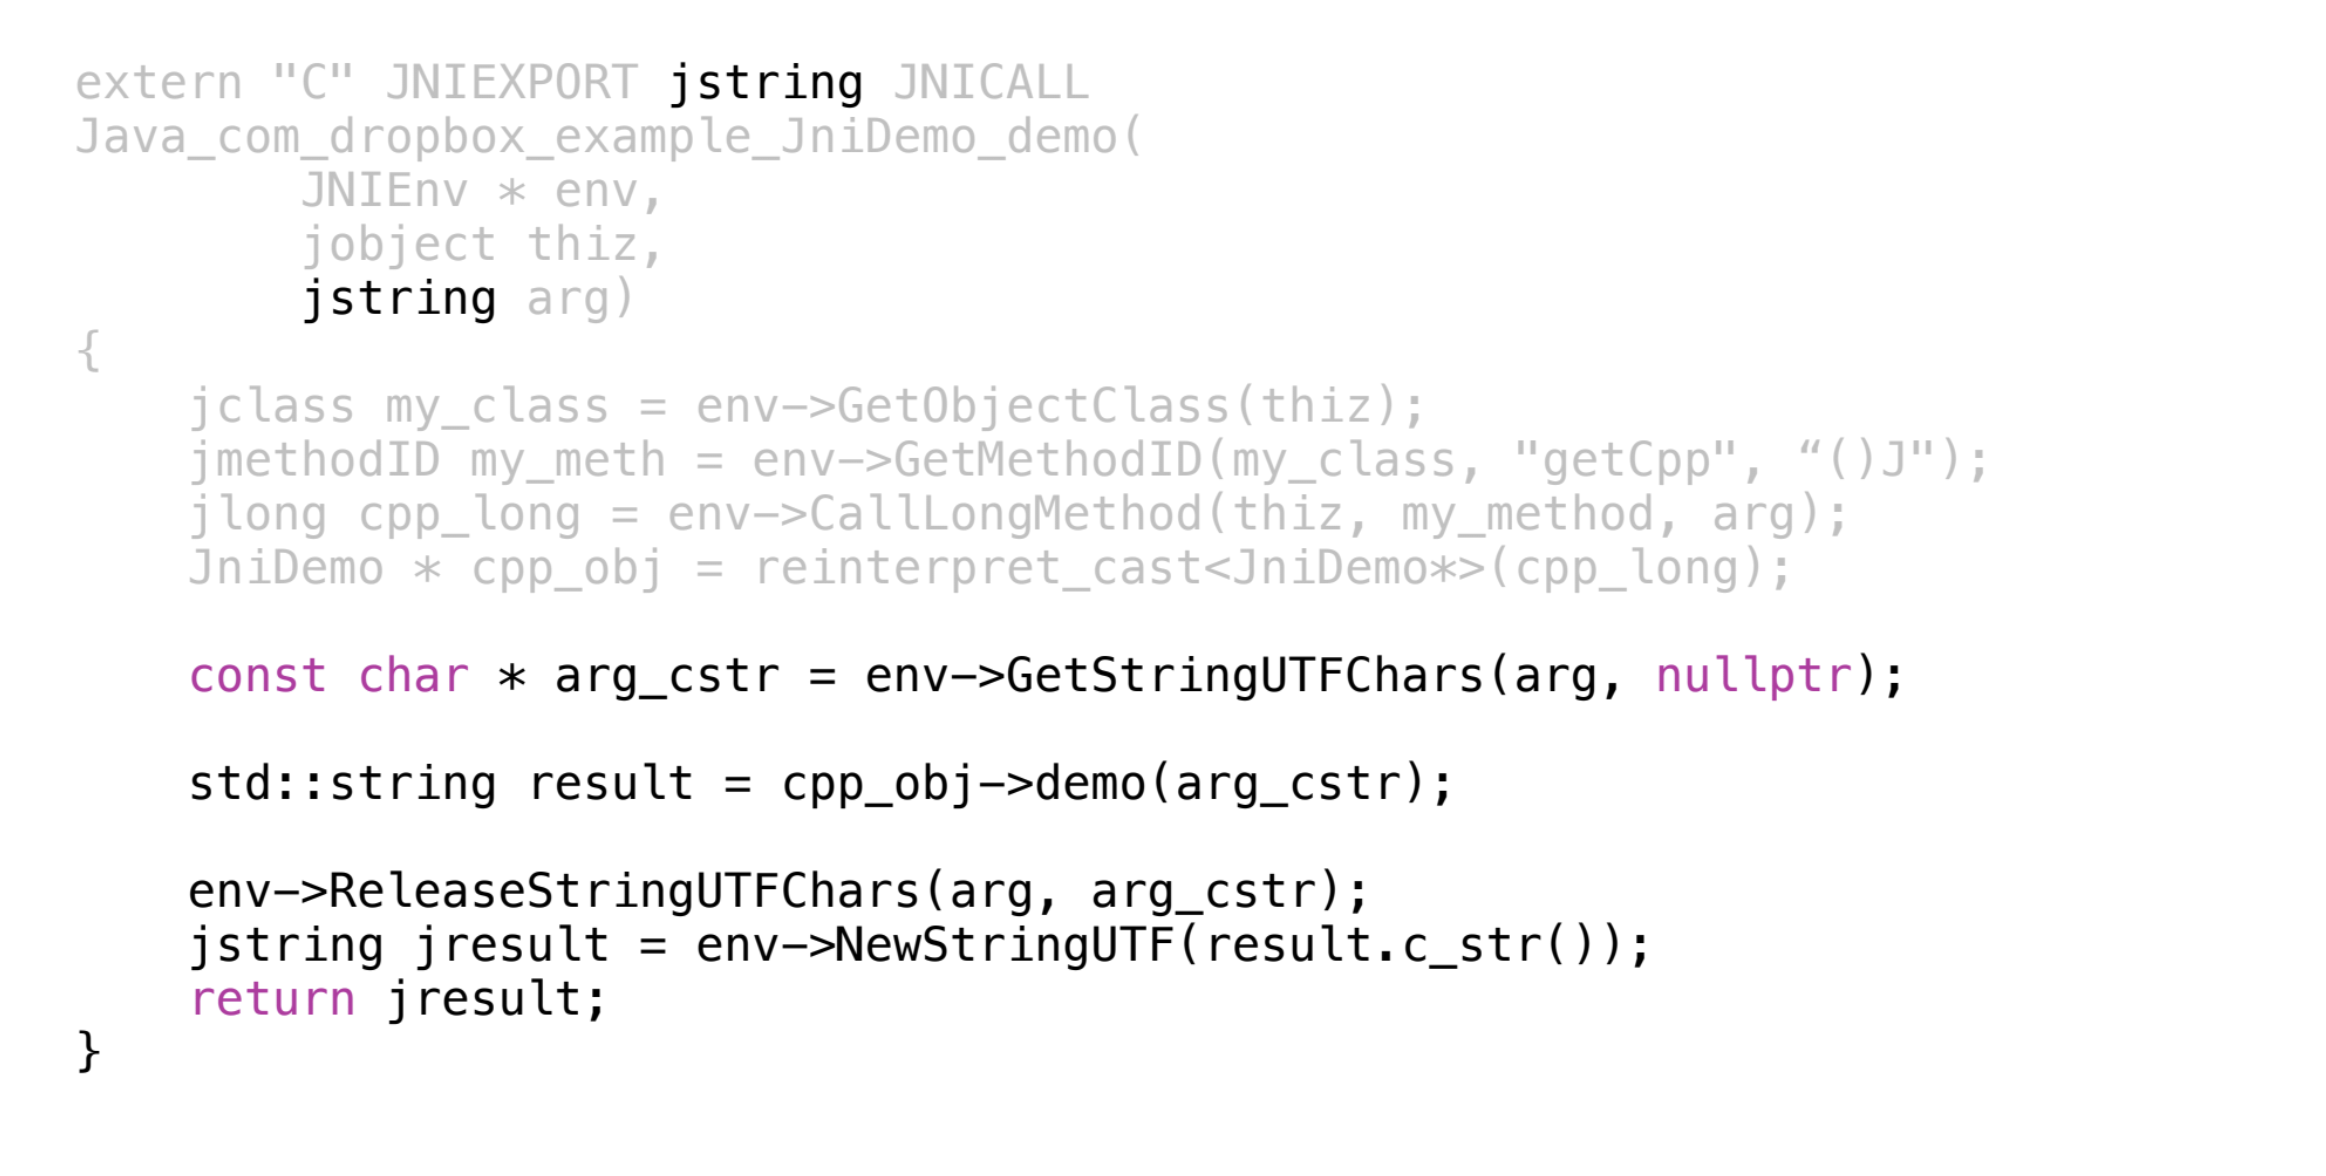 extern "C" JNIEXPORT jstring JNICALL
Java_com_dropbox_example_JniDemo_demo(
        JNIEnv * env,
        jobject thiz,
        jstring arg)
{
    jclass my_class = env->GetObjectClass(thiz);
    jmethodID my_meth = env->GetMethodID(my_class, "getCpp", “()J");
    jlong cpp_long = env->CallLongMethod(thiz, my_method, arg);
    JniDemo * cpp_obj = reinterpret_cast<JniDemo*>(cpp_long);
    const char * arg_cstr = env->GetStringUTFChars(arg, nullptr);
    std::string result = cpp_obj->demo(arg_cstr);
    env->ReleaseStringUTFChars(arg, arg_cstr);
    jstring jresult = env->NewStringUTF(result.c_str());
    return jresult;
}